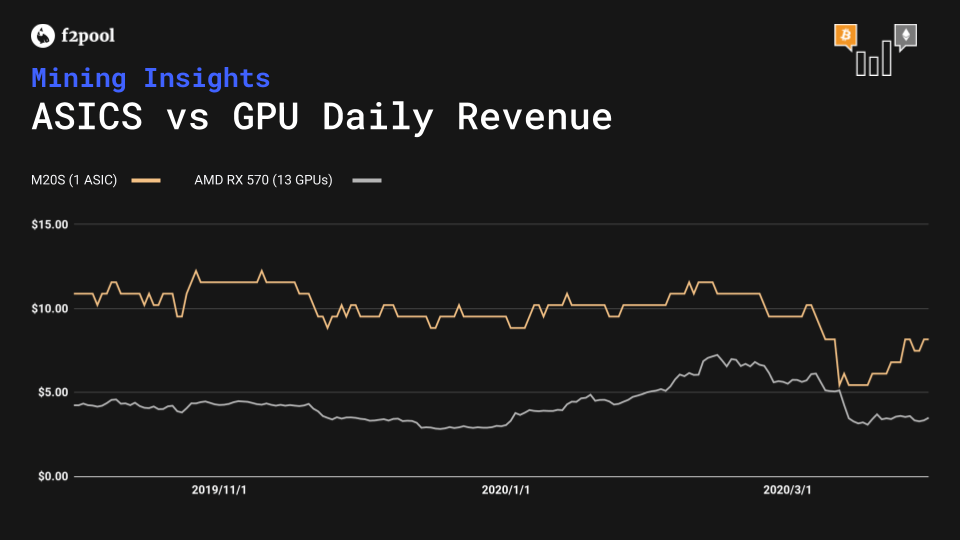 f2pool
Mining Insights
ASICS vs GPU Daily Revenue
M20S (1 ASIC) AMD RX 570 (13 GPUs)
$15.00
$10.00
$5.00
$0.00
2019/11/1 2020/1/1 2020/3/1